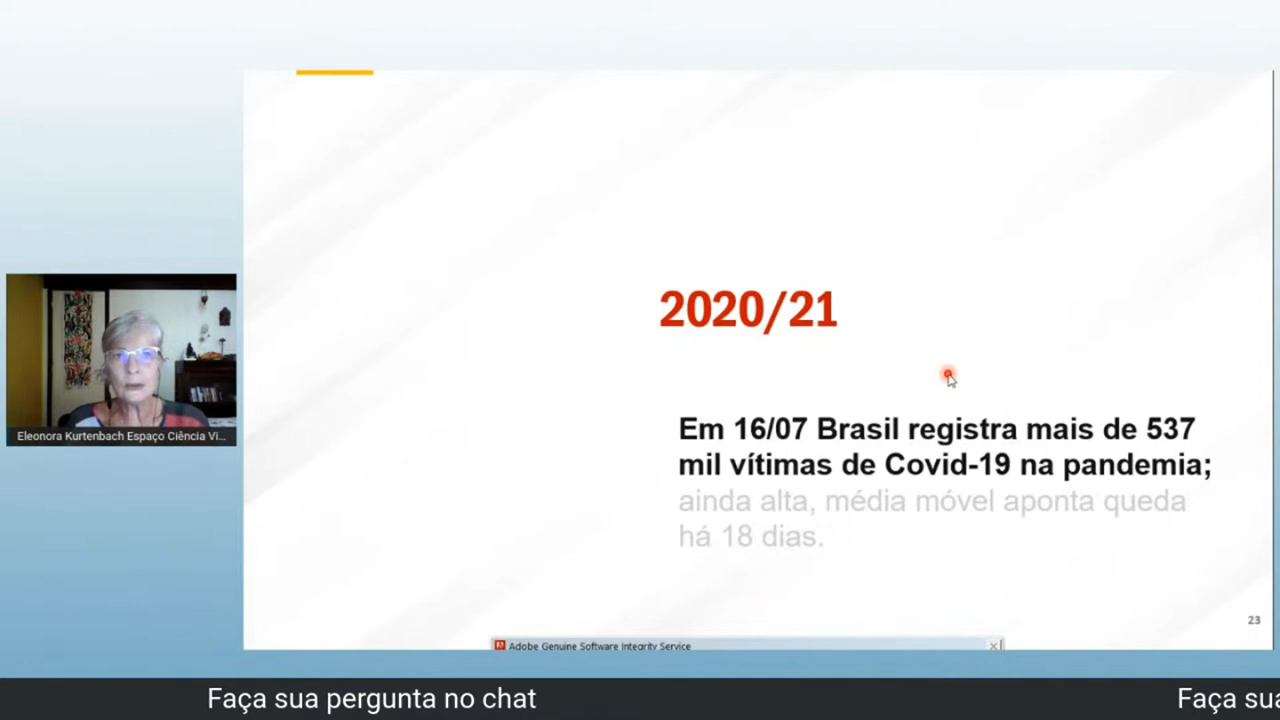 2020/21
Em 16/07 Brasil registra mais de 537
mil vítimas de Covid-19 na pandemia;
ainda alta, média móvel aponta queda
há 18 dias.
Eleonora Kurtenbach Espaço Ciência Vi...
23
Adobe Genuine Software Integrity Service
Faça sua pergunta no chat
Faça sua